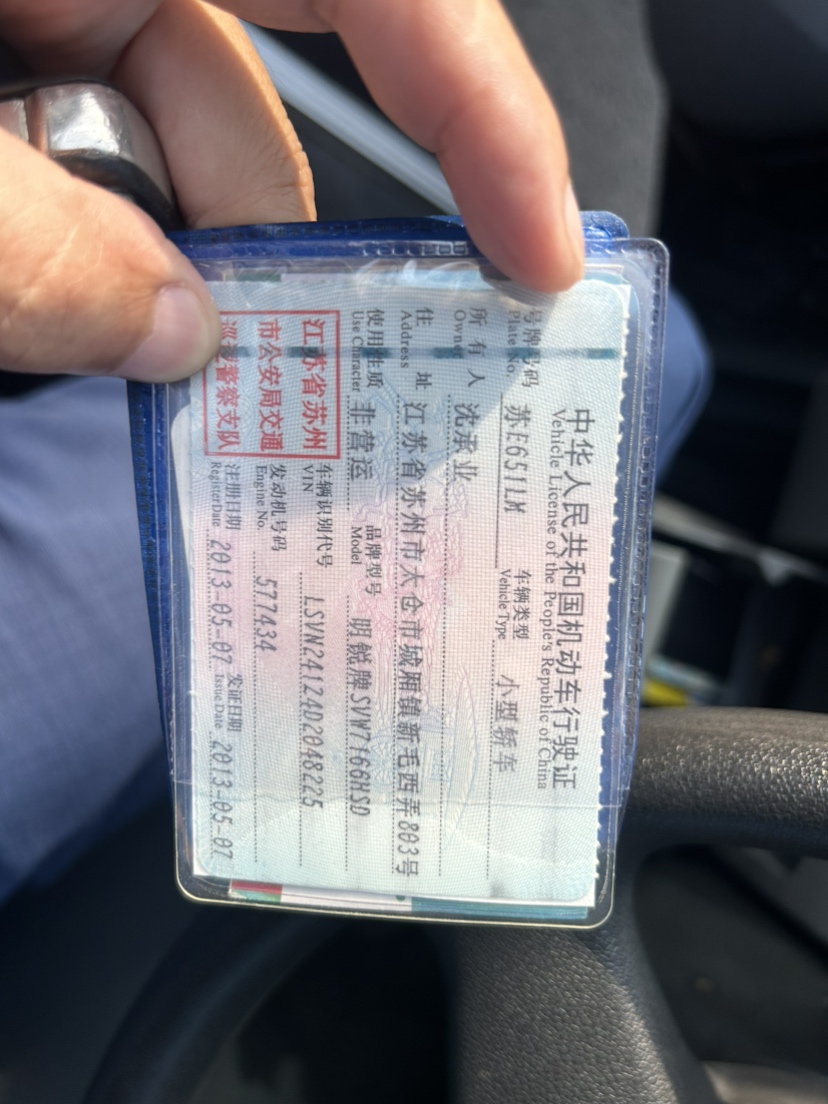 中华人民共和国机动车行驶证
Vehicle License of the People's Republic of China
号牌号码 苏E651LM 车辆类型 小型轿车
Plate No. Vehicle Type
所有人 沈承业
Owner
住址 江苏省苏州市太仓市城厢镇新毛西弄803号
Address
使用性质 非营运 品牌型号 明锐牌SVW7166HSD
Use Character Model
江苏省苏州
市公安局交通
警察支队
车辆识别代号 LSVN24124D2048225
VIN
发动机号码 577434
Engine No.
注册日期 2013-05-07 发证日期 2013-05-07
Register Date Issue Date